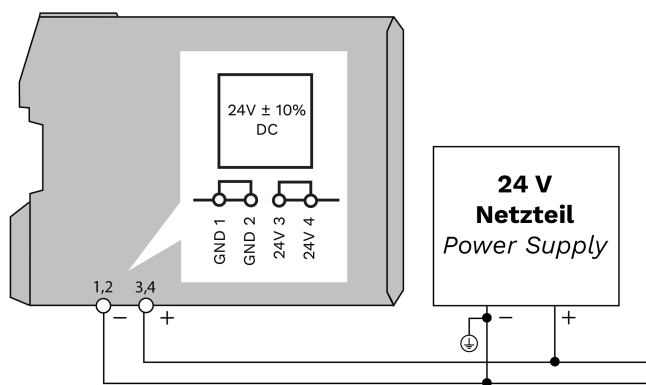 24V ± 10%
DC
GND 1
GND 2
24V 3
24V 4
1,2
3,4
−
+
24 V
Netzteil
Power Supply
−
+